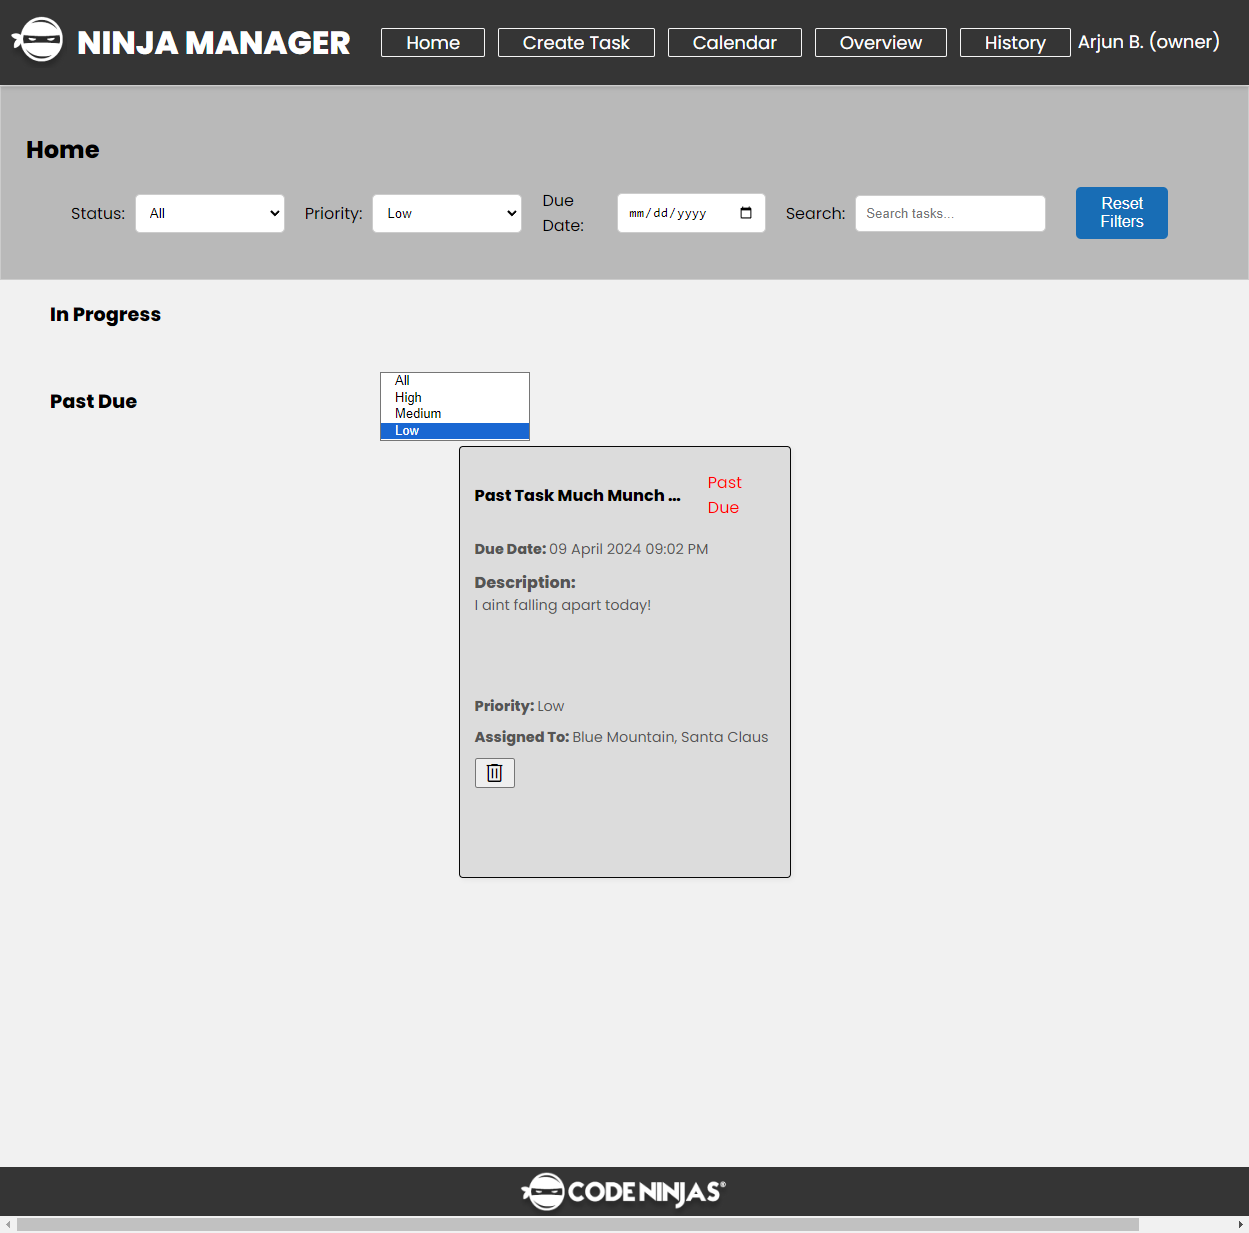 NINJA MANAGER
Home
Create Task
Calendar
Overview
History
Arjun B. (owner)
Home
Status:
All
Priority:
Low
Due
Date:
mm/dd/yyyy
Search:
Search tasks...
Reset
Filters
In Progress
Past Due
All
High
Medium
Low
Past Task Much Munch ...
Past
Due
Due Date: 09 April 2024 09:02 PM
Description:
I aint falling apart today!
Priority: Low
Assigned To: Blue Mountain, Santa Claus
CODE NINJAS®